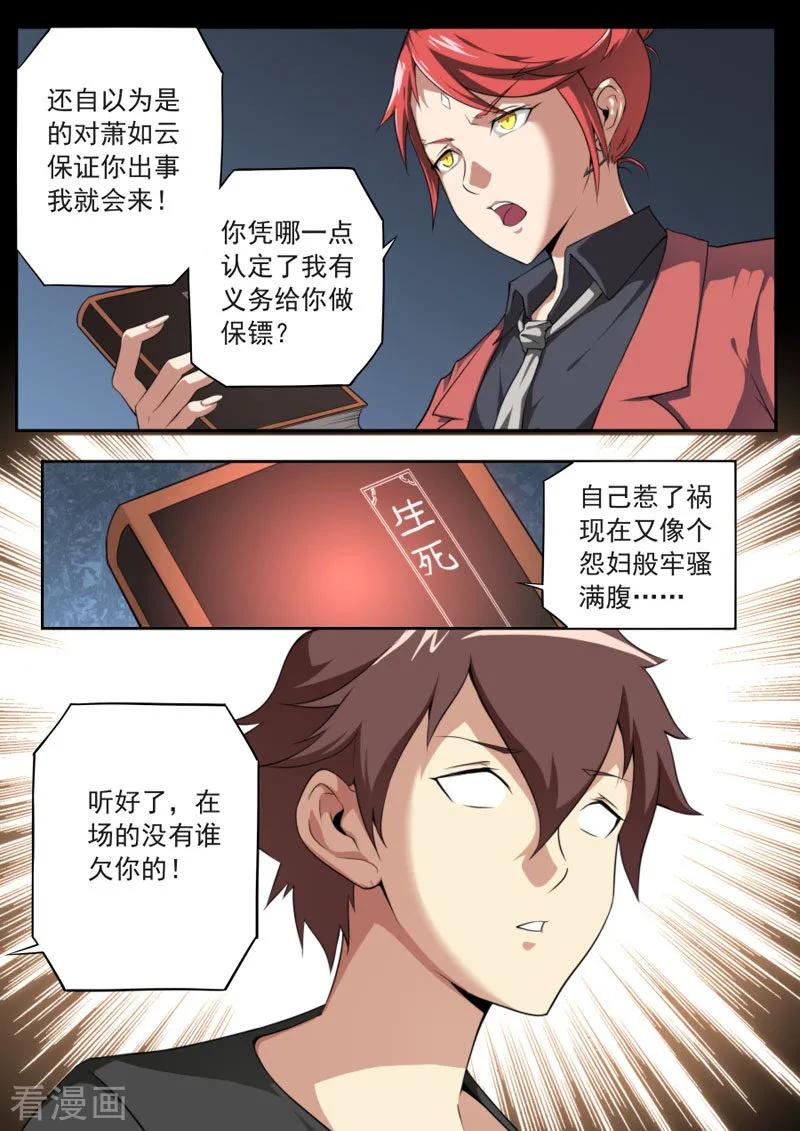 还自以为是
的对萧如云
保证你出事
我就会来！
你凭哪一点
认定了我有
义务给你做
保镖？
生死
自己惹了祸
现在又像个
怨妇般牢骚
满腹……
听好了，在
场的没有谁
欠你的！
看漫画